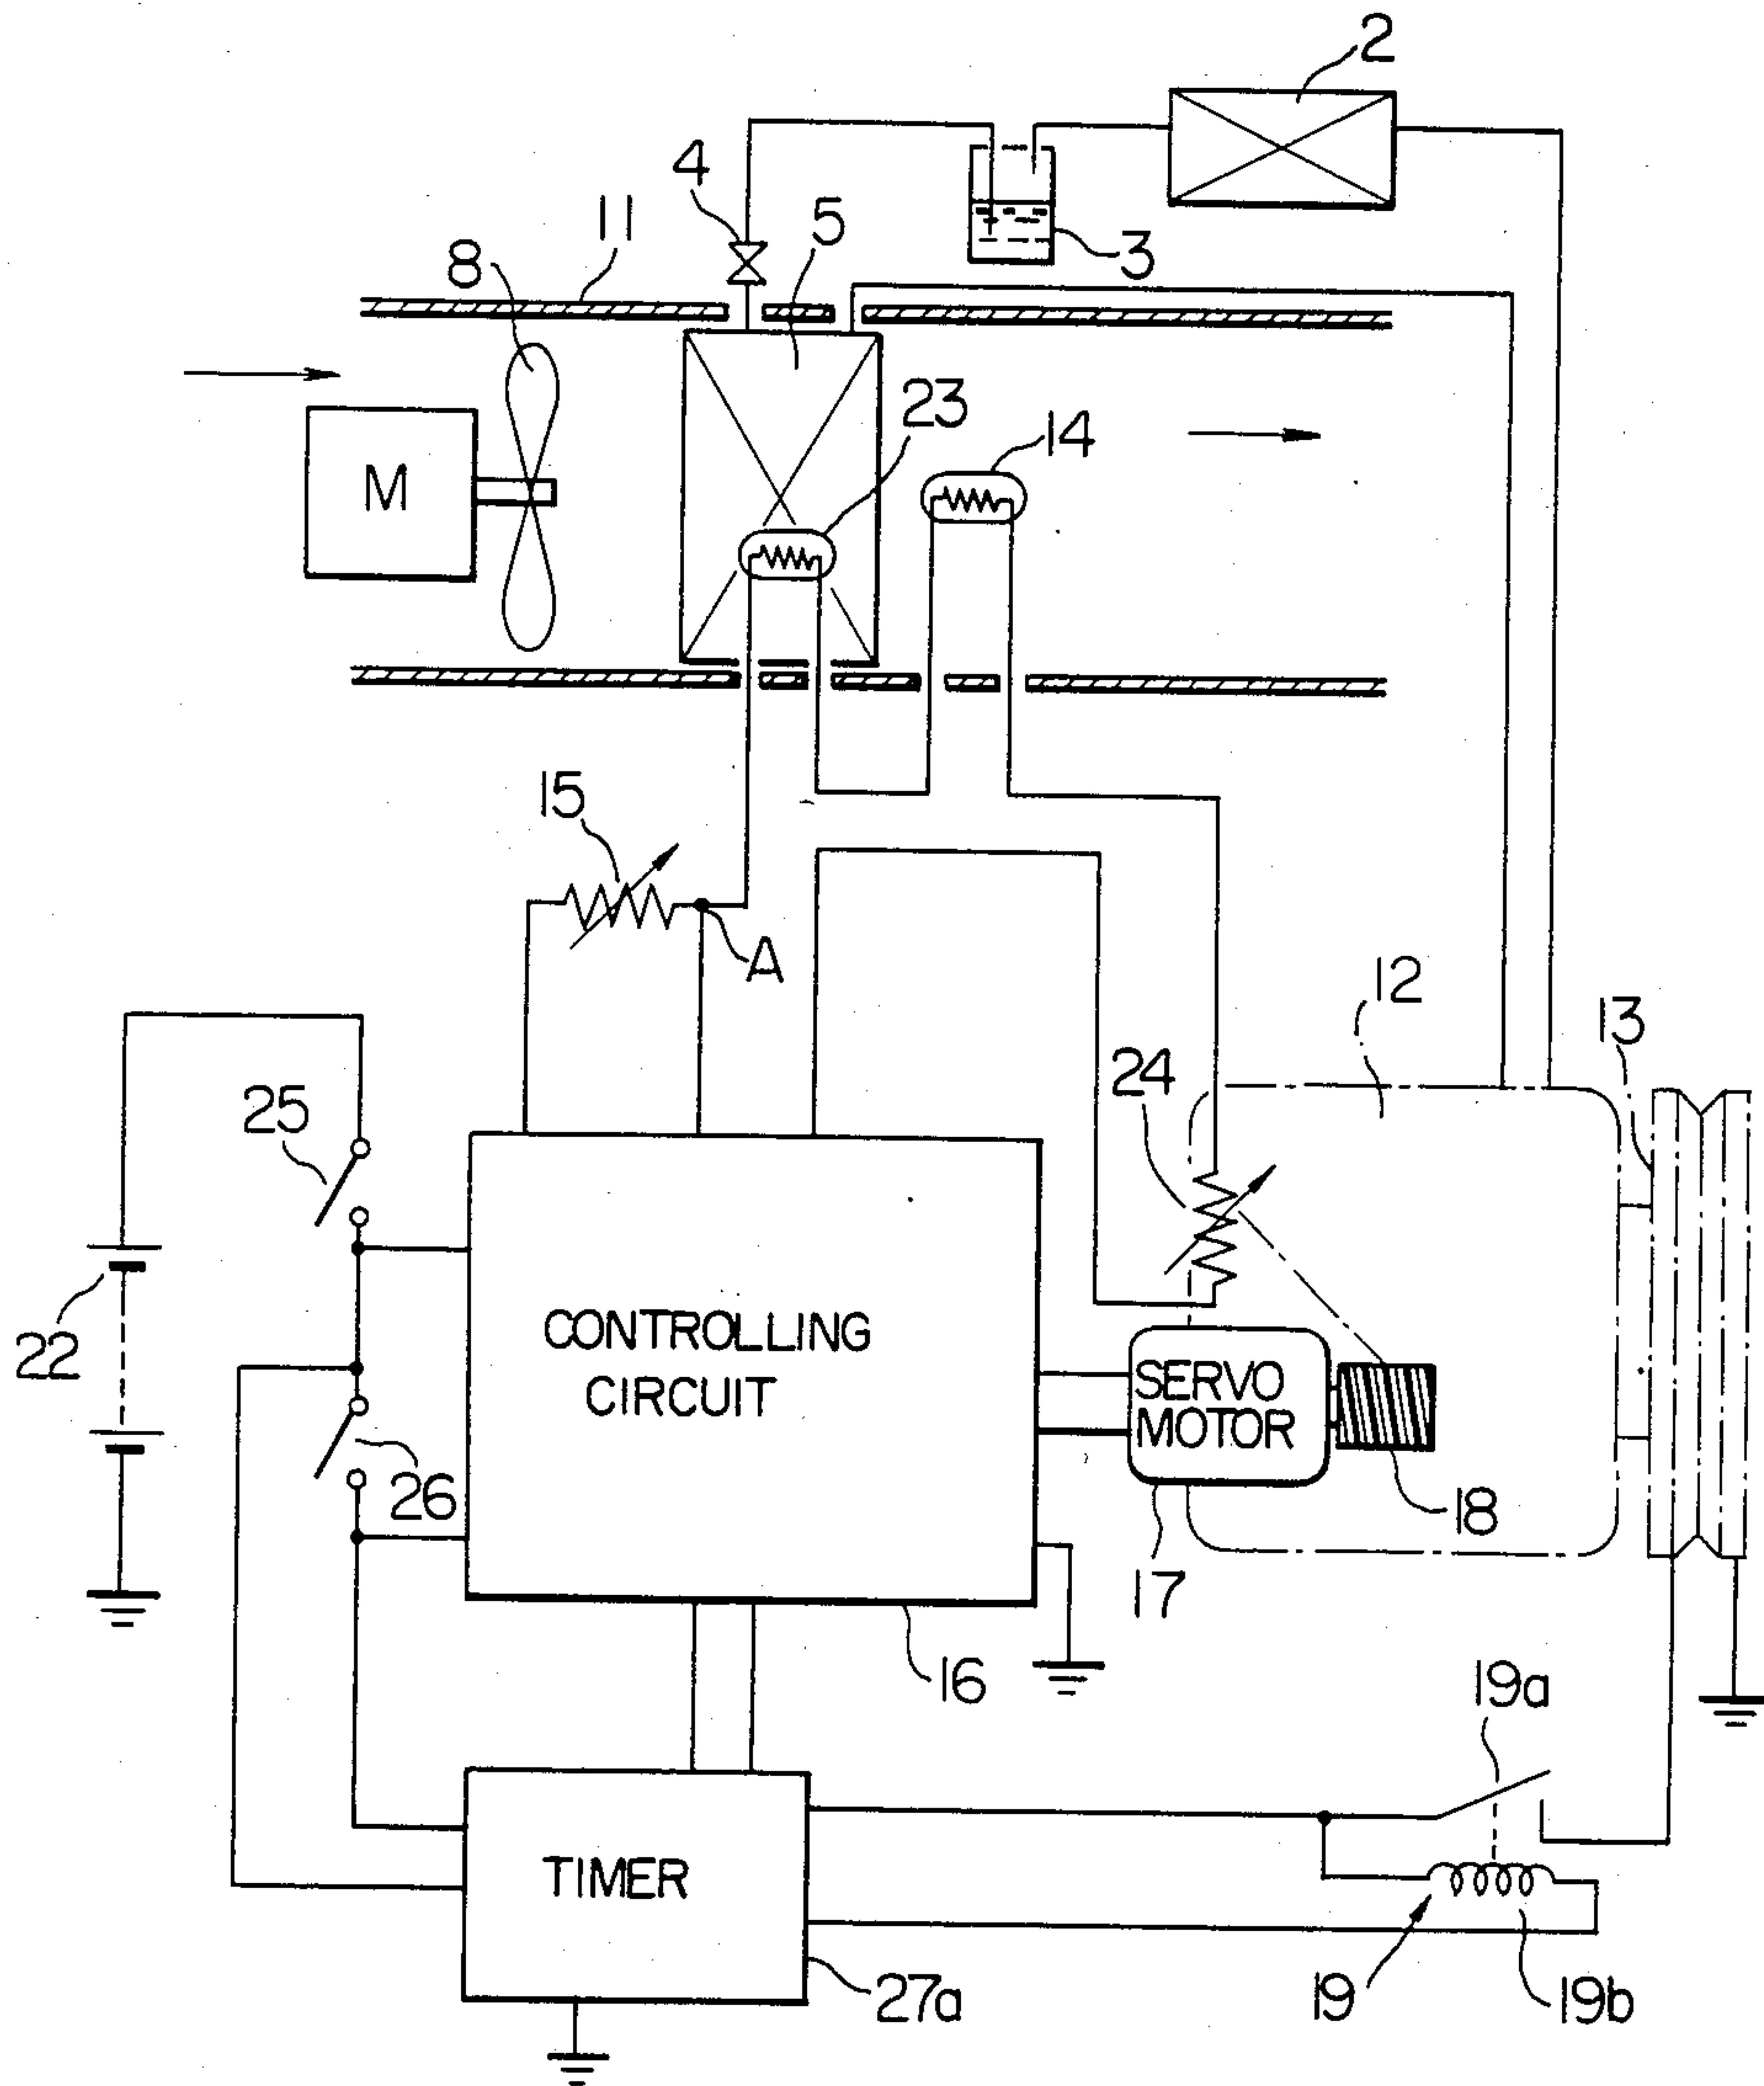 2
4
11
5
8
3
23
14
M
15
A
12
13
24
25
22
CONTROLLING
CIRCUIT
SERVO
MOTOR
26
18
17
16
19a
TIMER
27a
19
19b